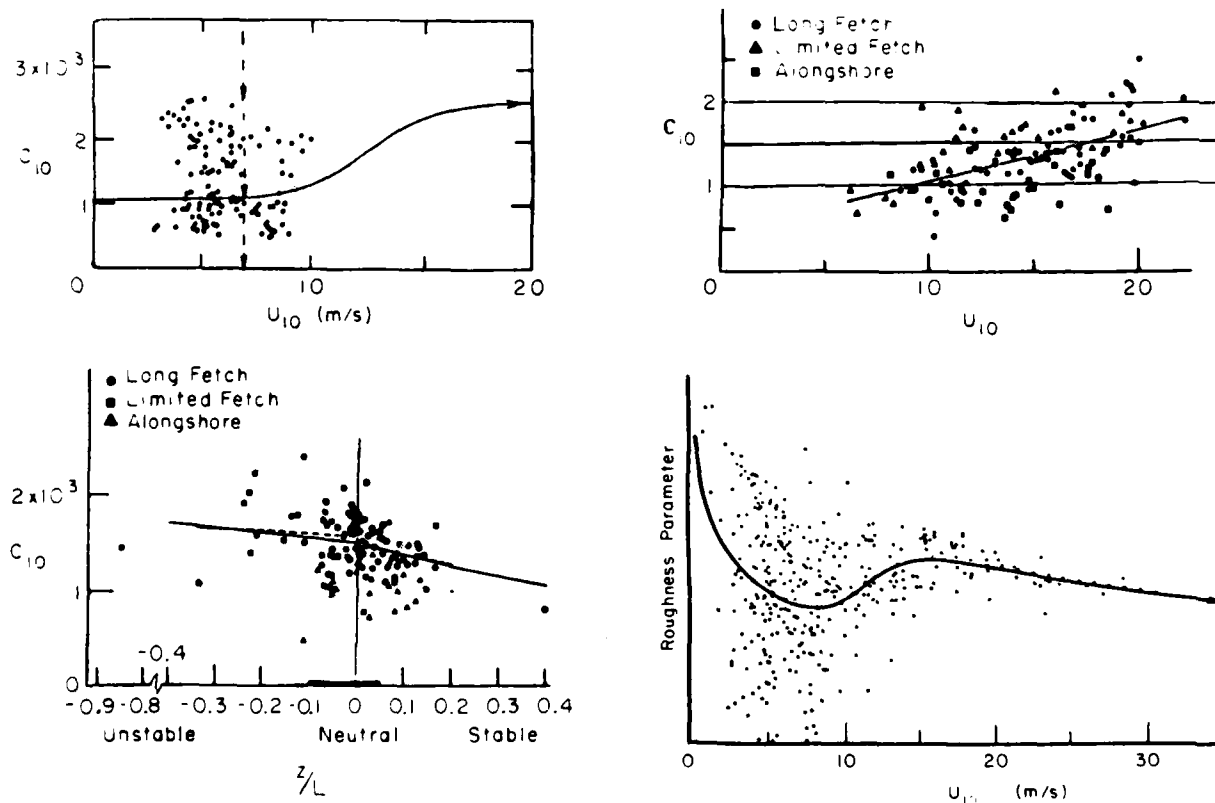 3 x 10³
2
1
0
C₁₀
10
20
U₁₀ (m/s)
● Long Fetch
▲ Limited Fetch
■ Alongshore
2
C₁₀
1
0
10
20
U₁₀
● Long Fetch
■ Limited Fetch
▲ Alongshore
2 x 10³
C₁₀
1
0
-0.4
-0.9 -0.8 -0.3 -0.2 -0.1 0 0.1 0.2 0.3 0.4
Unstable Neutral Stable
z/L
Roughness Parameter
0
10
20
30
(m/s)